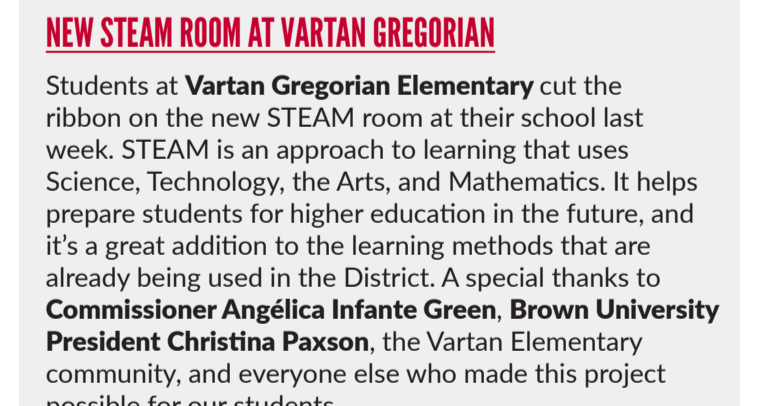 NEW STEAM ROOM AT VARTAN GREGORIAN
Students at Vartan Gregorian Elementary cut the
ribbon on the new STEAM room at their school last
week. STEAM is an approach to learning that uses
Science, Technology, the Arts, and Mathematics. It helps
prepare students for higher education in the future, and
it’s a great addition to the learning methods that are
already being used in the District. A special thanks to
Commissioner Angélica Infante Green, Brown University
President Christina Paxson, the Vartan Elementary
community, and everyone else who made this project
possible for our students